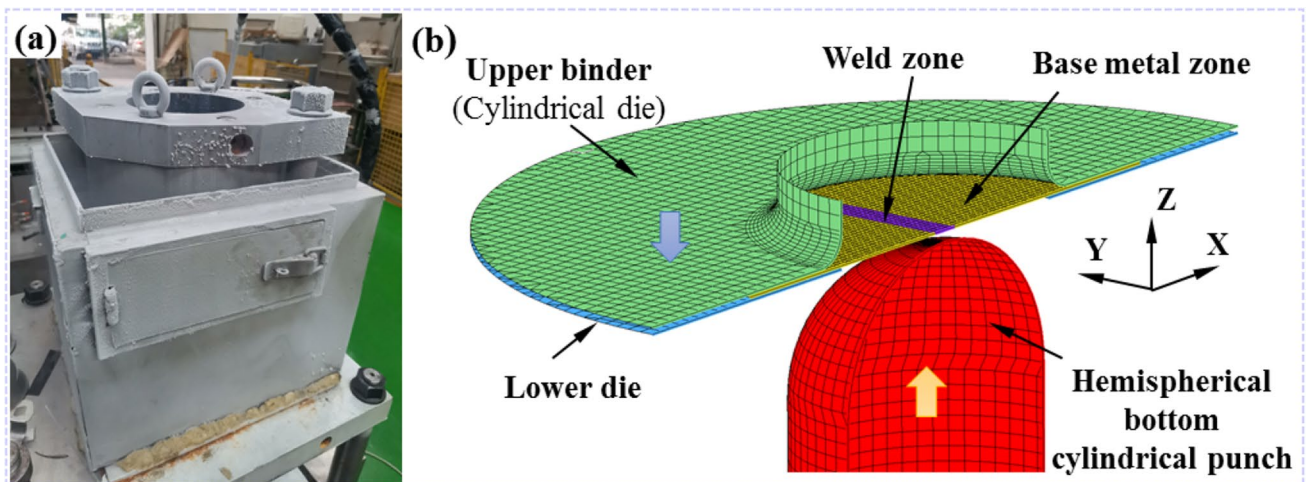 (a)
(b)
Upper binder
(Cylindrical die)
Weld zone
Base metal zone
Z
Y
X
Lower die
Hemispherical
bottom
cylindrical punch